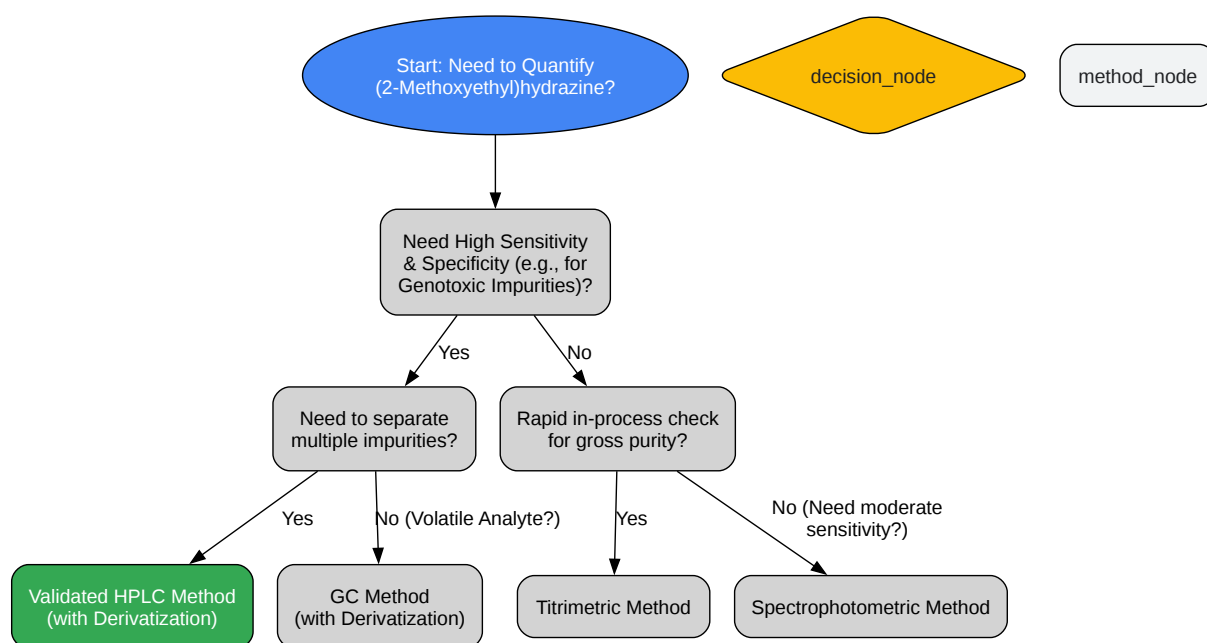 Start: Need to Quantify
(2-Methoxyethyl)hydrazine?
decision_node
method_node
Need High Sensitivity
& Specificity (e.g., for
Genotoxic Impurities)?
Yes
No
Need to separate
multiple impurities?
Rapid in-process check
for gross purity?
Yes
No (Volatile Analyte?)
Yes
No (Need moderate
sensitivity?)
Validated HPLC Method
(with Derivatization)
GC Method
(with Derivatization)
Titrimetric Method
Spectrophotometric Method